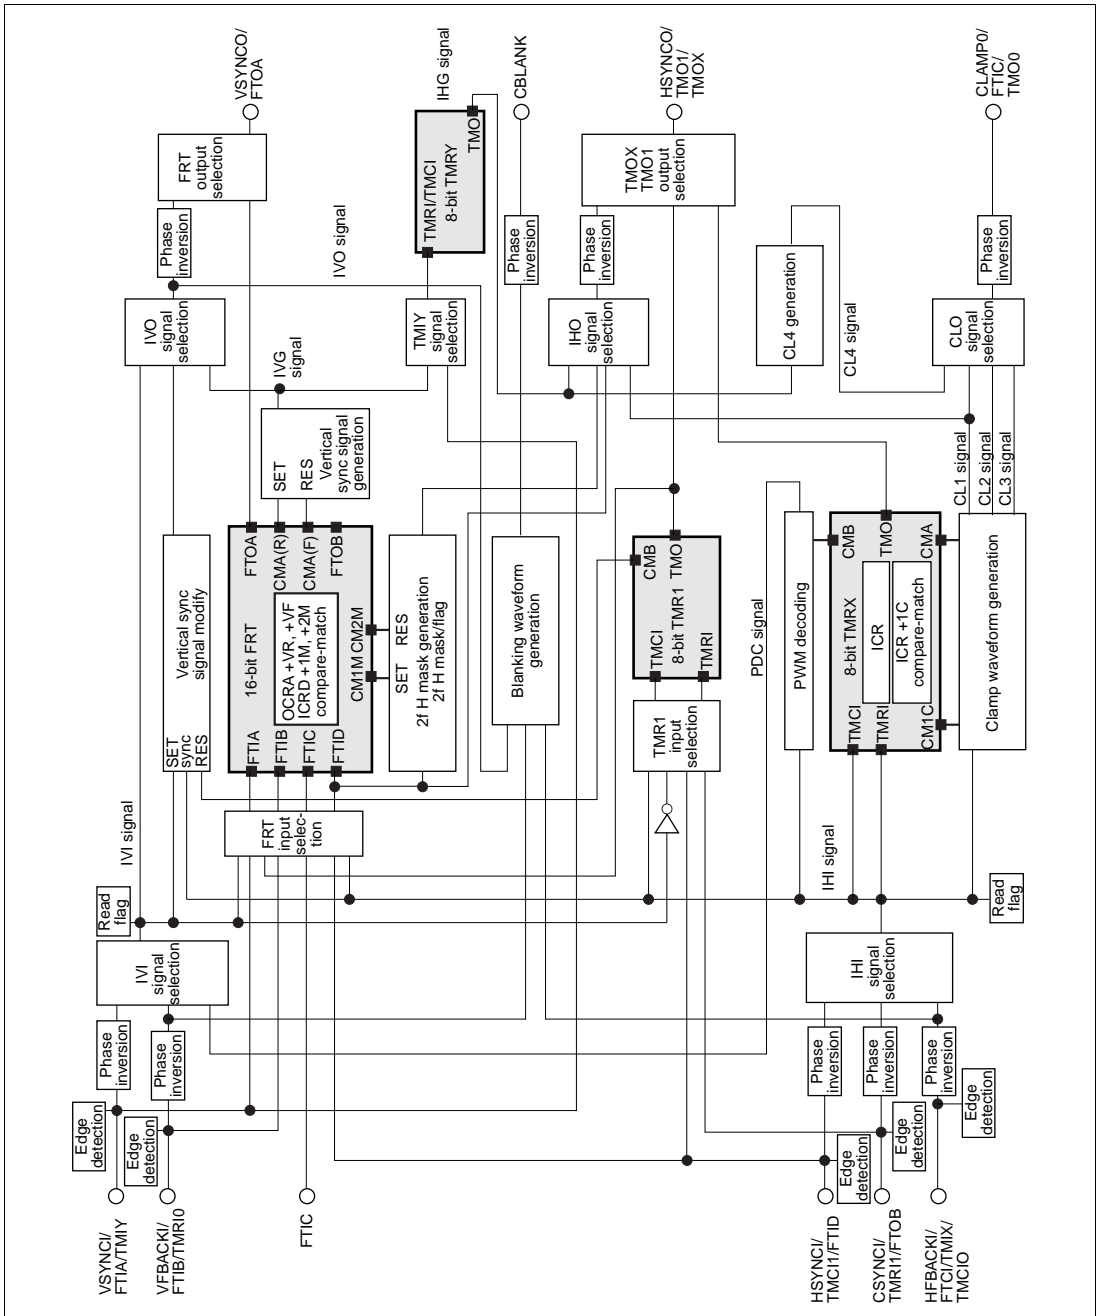 VSYNCO/
FTOA
IHG signal
CBLANK
HSYNCO/
TMO1/
TMOX
CLAMP0/
FTIC/
TMO0
FRT
output
selection
TMRI/TMCI
8-bit TMRY
TMO
TMOX
TMO1
output
selection
Phase
inversion
IVO signal
Phase
inversion
Phase
inversion
Phase
inversion
IVO
signal
selection
TMIY
signal
selection
IHO
signal
selection
CL4 generation
CL4 signal
CLO
signal
selection
IVG
signal
SET
RES
Vertical
sync signal
generation
CL1 signal
CL2 signal
CL3 signal
Vertical sync
signal modify
SET
sync
RES
16-bit FRT
FTOA
CMA(R)
CMA(F)
FTOB
OCRA +VR, +VF
ICRD +1M, +2M
compare-match
CM1M CM2M
FTIA
FTIB
FTIC
FTID
SET
RES
2f H mask generation
2f H mask/flag
Blanking waveform
generation
CMB
TMO
8-bit TMR1
TMCI
TMRI
PDC signal
PWM decoding
CMB
TMO
CMA
8-bit TMRX
ICR
ICR +1C
compare-match
TMCI
TMRI
CM1C
Clamp waveform generation
TMR1
input
selection
FRT
input
selec-
tion
IVI signal
IHI signal
Read
flag
Read
flag
IVI
signal
selection
IHI
signal
selection
Phase
inversion
Phase
inversion
Phase
inversion
Phase
inversion
Phase
inversion
Edge
detection
Edge
detection
Edge
detection
Edge
detection
Edge
detection
VSYNCI/
FTIA/TMIY
VFBACKI/
FTIB/TMRI0
FTIC
HSYNCI/
TMCI1/FTID
CSYNCI/
TMRI1/FTOB
HFBACKI/
FTCI/TMIX/
TMCIO